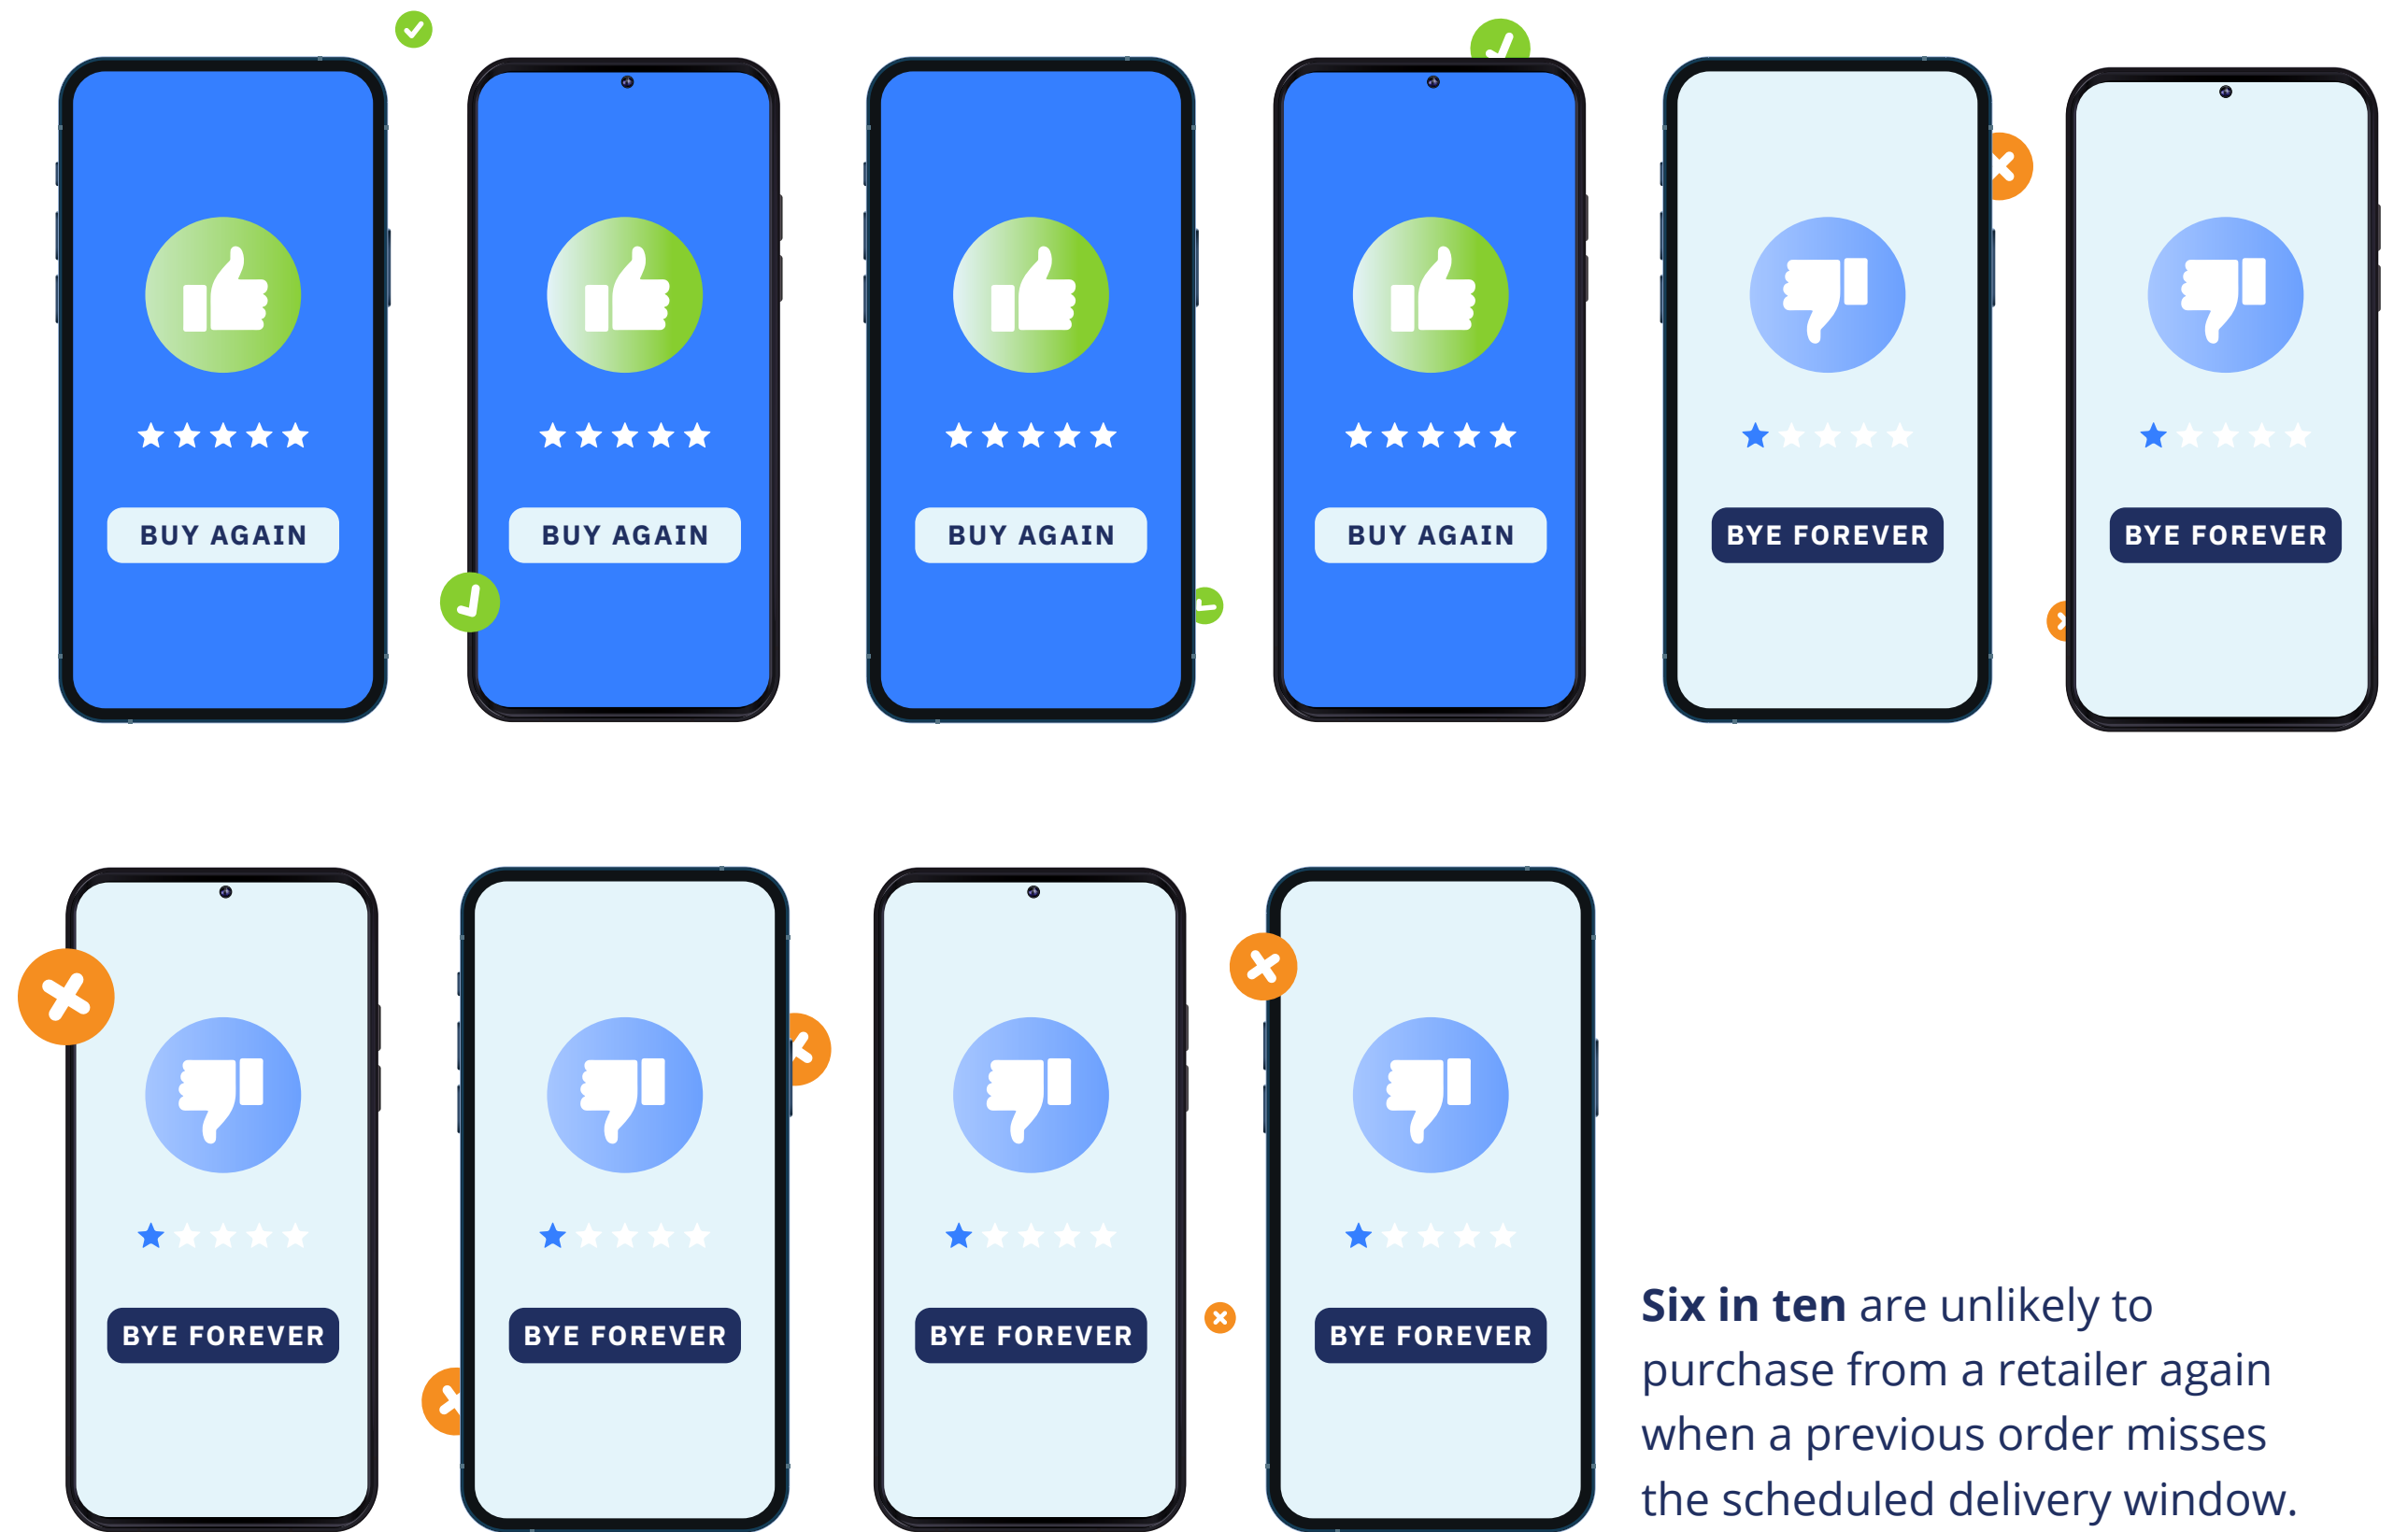 BUY AGAIN
BUY AGAIN
BUY AGAIN
BUY AGAIN
BYE FOREVER
BYE FOREVER
BYE FOREVER
BYE FOREVER
BYE FOREVER
BYE FOREVER
Six in ten are unlikely to
purchase from a retailer again
when a previous order misses
the scheduled delivery window.